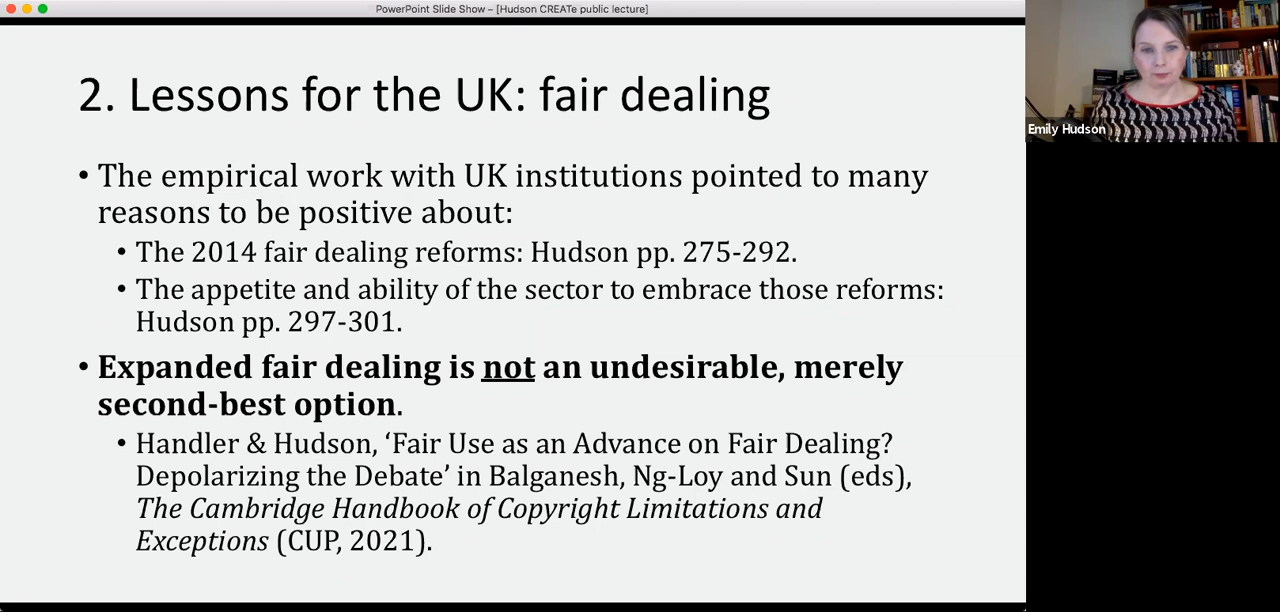 PowerPoint Slide Show – [Hudson CREATe public lecture]
2. Lessons for the UK: fair dealing
• The empirical work with UK institutions pointed to many
reasons to be positive about:
• The 2014 fair dealing reforms: Hudson pp. 275-292.
• The appetite and ability of the sector to embrace those reforms:
Hudson pp. 297-301.
• Expanded fair dealing is not an undesirable, merely
second-best option.
• Handler & Hudson, ‘Fair Use as an Advance on Fair Dealing?
Depolarizing the Debate’ in Balganesh, Ng-Loy and Sun (eds),
The Cambridge Handbook of Copyright Limitations and
Exceptions (CUP, 2021).
Emily Hudson